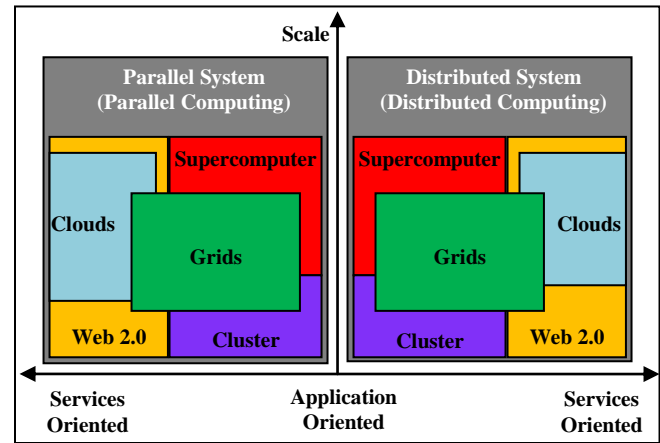 Scale
Parallel System
(Parallel Computing)
Supercomputer
Clouds
Grids
Web 2.0
Cluster
Distributed System
(Distributed Computing)
Supercomputer
Clouds
Grids
Cluster
Web 2.0
Services
Oriented
Application
Oriented
Services
Oriented